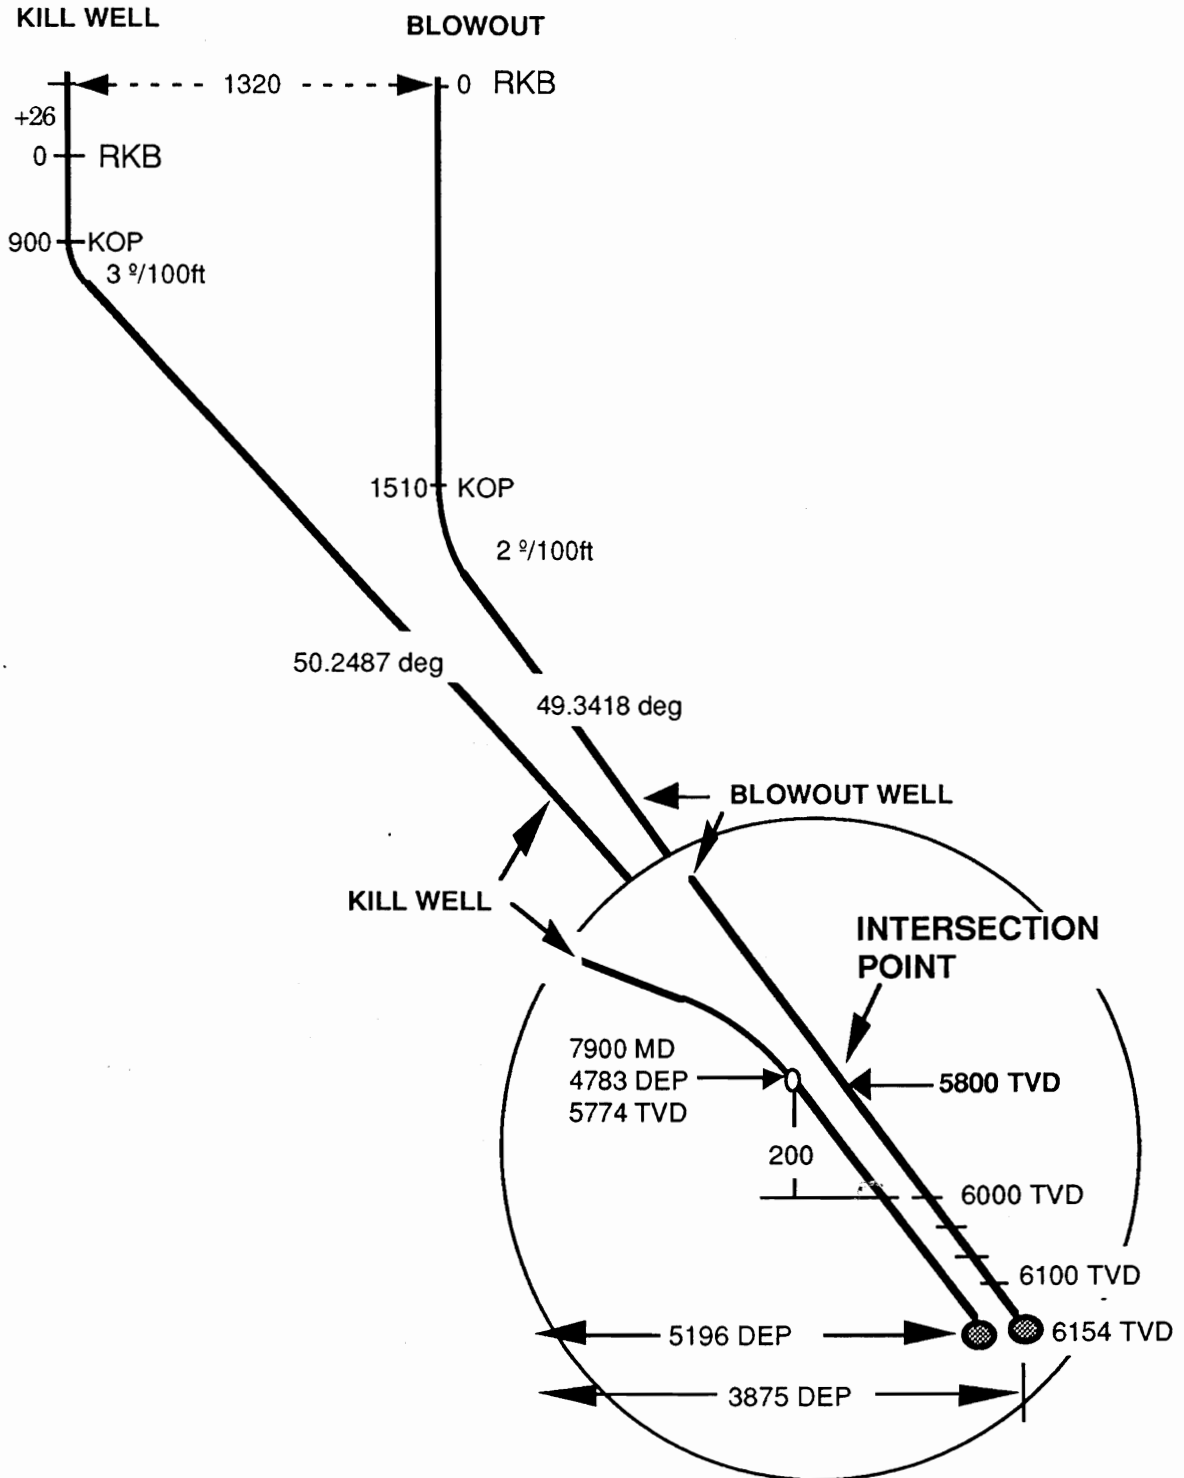 KILL WELL
BLOWOUT
1320
0 RKB
+26
0 RKB
900 KOP
3 º/100ft
1510 KOP
2 º/100ft
50.2487 deg
49.3418 deg
BLOWOUT WELL
KILL WELL
INTERSECTION
POINT
7900 MD
4783 DEP
5774 TVD
5800 TVD
200
6000 TVD
6100 TVD
5196 DEP
6154 TVD
3875 DEP